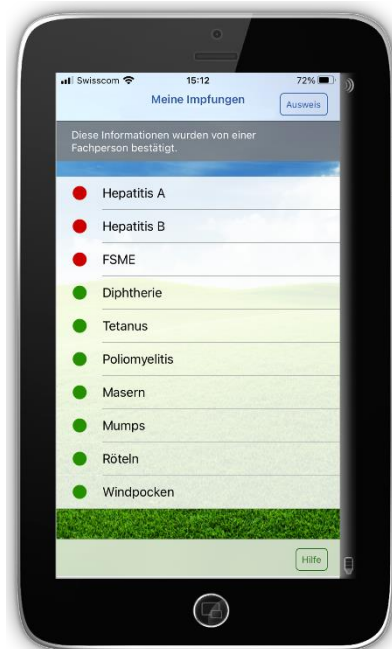 Swisscom 15:12 72%
Meine Impfungen
Ausweis
Diese Informationen wurden von einer
Fachperson bestätigt.
Hepatitis A
Hepatitis B
FSME
Diphtherie
Tetanus
Poliomyelitis
Masern
Mumps
Röteln
Windpocken
Hilfe